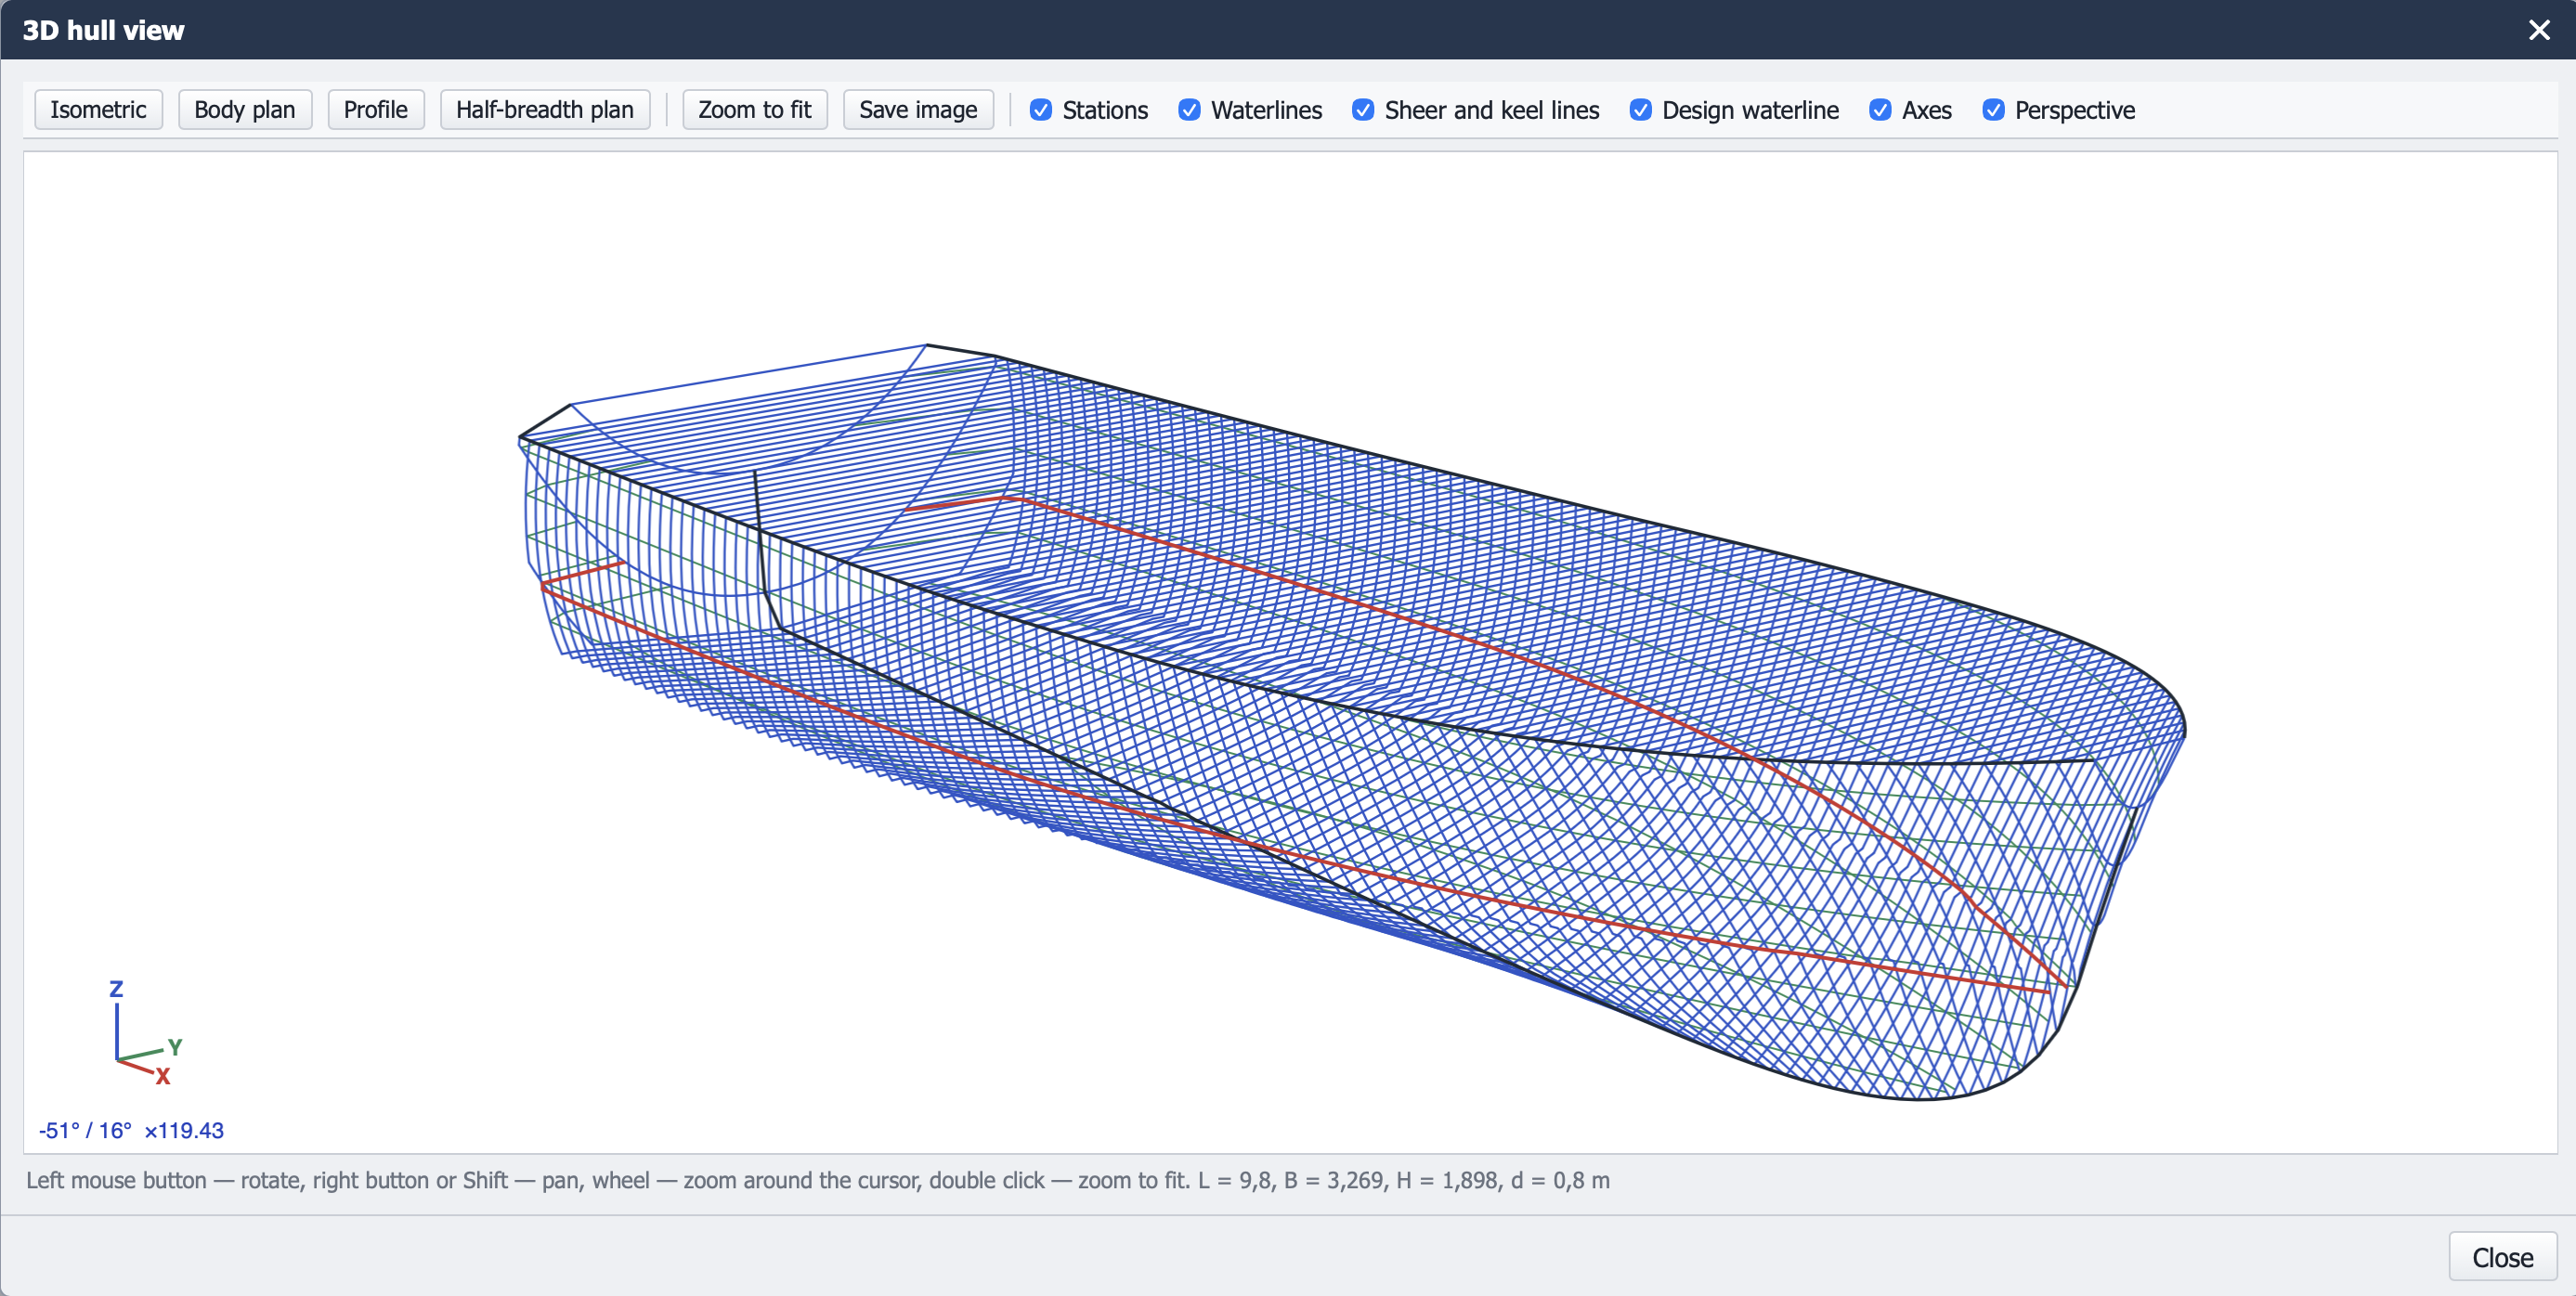 3D hull view
Isometric Body plan Profile Half-breadth plan Zoom to fit Save image Stations Waterlines Sheer and keel lines Design waterline Axes Perspective
Z
Y
X
-51° / 16° ×119.43
Left mouse button — rotate, right button or Shift — pan, wheel — zoom around the cursor, double click — zoom to fit. L = 9,8, B = 3,269, H = 1,898, d = 0,8 m
Close